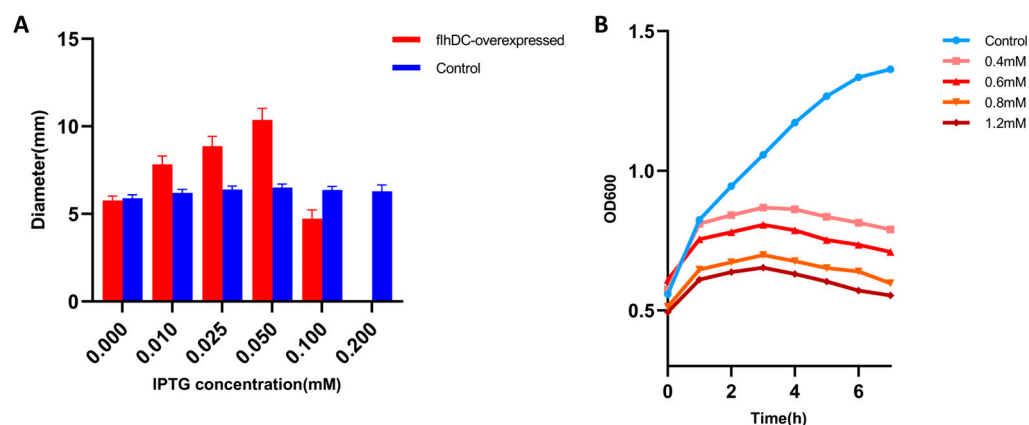 A
flhDC-overexpressed
Control
Diameter(mm)
15
10
5
0
0.000
0.010
0.025
0.050
0.100
0.200
IPTG concentration(mM)
B
Control
0.4mM
0.6mM
0.8mM
1.2mM
OD600
1.5
1.0
0.5
0
2
4
6
Time(h)